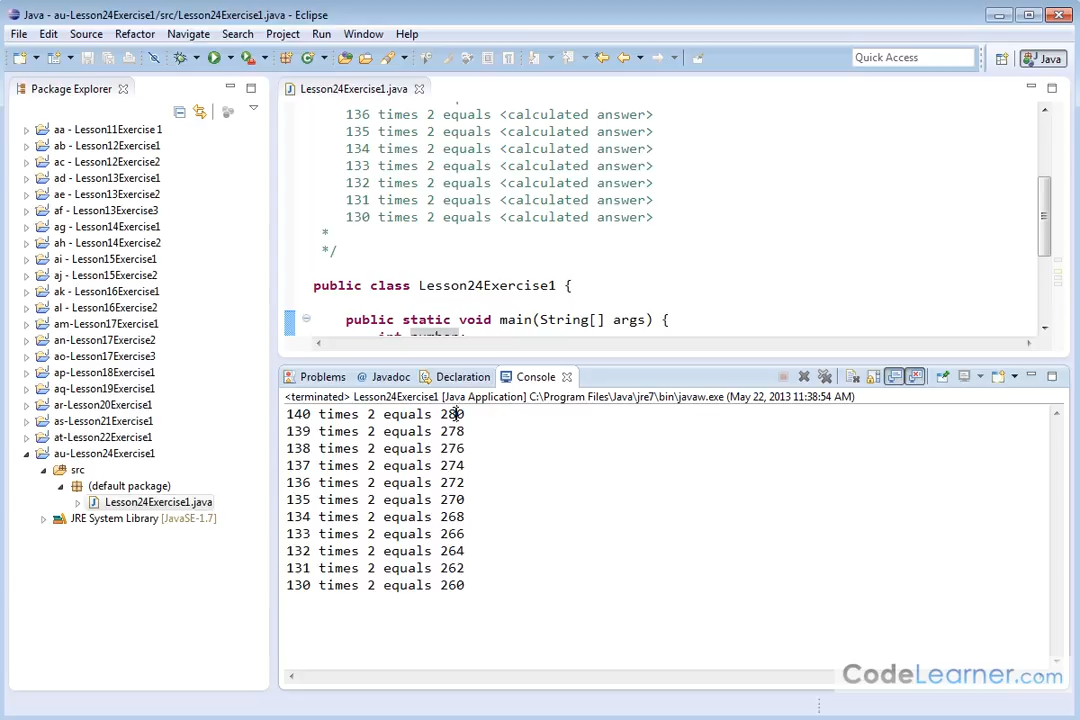 Java - au-Lesson24Exercise1/src/Lesson24Exercise1.java - Eclipse
File Edit Source Refactor Navigate Search Project Run Window Help
Quick Access
Java
Package Explorer
aa - Lesson11Exercise1
ab - Lesson12Exercise1
ac - Lesson12Exercise2
ad - Lesson13Exercise1
ae - Lesson13Exercise2
af - Lesson13Exercise3
ag - Lesson14Exercise1
ah - Lesson14Exercise2
ai - Lesson15Exercise1
aj - Lesson15Exercise2
ak - Lesson16Exercise1
al - Lesson16Exercise2
am-Lesson17Exercise1
an-Lesson17Exercise2
ao-Lesson17Exercise3
ap-Lesson18Exercise1
aq-Lesson19Exercise1
ar-Lesson20Exercise1
as-Lesson21Exercise1
at-Lesson22Exercise1
au-Lesson24Exercise1
src
(default package)
Lesson24Exercise1.java
JRE System Library [JavaSE-1.7]
Lesson24Exercise1.java
136 times 2 equals <calculated answer>
135 times 2 equals <calculated answer>
134 times 2 equals <calculated answer>
133 times 2 equals <calculated answer>
132 times 2 equals <calculated answer>
131 times 2 equals <calculated answer>
130 times 2 equals <calculated answer>
*
*/
public class Lesson24Exercise1 {
public static void main(String[] args) {
int number;
Problems @ Javadoc Declaration Console
<terminated> Lesson24Exercise1 [Java Application] C:\Program Files\Java\jre7\bin\javaw.exe (May 22, 2013 11:38:54 AM)
140 times 2 equals 280
139 times 2 equals 278
138 times 2 equals 276
137 times 2 equals 274
136 times 2 equals 272
135 times 2 equals 270
134 times 2 equals 268
133 times 2 equals 266
132 times 2 equals 264
131 times 2 equals 262
130 times 2 equals 260
CodeLearner.com